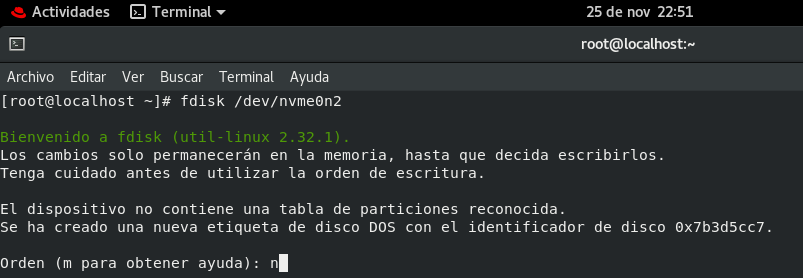 Actividades Terminal 25 de nov 22:51
root@localhost:~
Archivo Editar Ver Buscar Terminal Ayuda
[root@localhost ~]# fdisk /dev/nvme0n2
Bienvenido a fdisk (util-linux 2.32.1).
Los cambios solo permanecerán en la memoria, hasta que decida escribirlos.
Tenga cuidado antes de utilizar la orden de escritura.
El dispositivo no contiene una tabla de particiones reconocida.
Se ha creado una nueva etiqueta de disco DOS con el identificador de disco 0x7b3d5cc7.
Orden (m para obtener ayuda): n